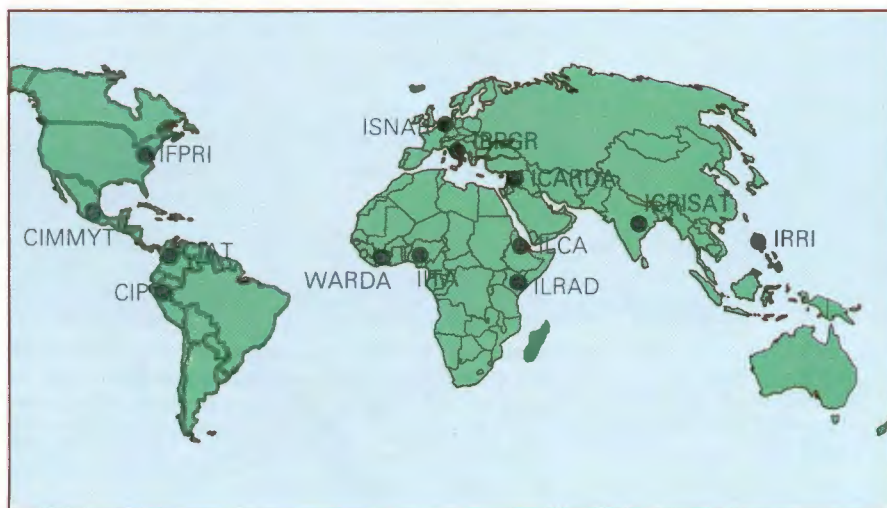 ISNAR
IBPGR
IFPRI
ICARDA
ICRISAT
CIMMYT
CIAT
ILCA
IRRI
WARDA
IITA
CIP
ILRAD